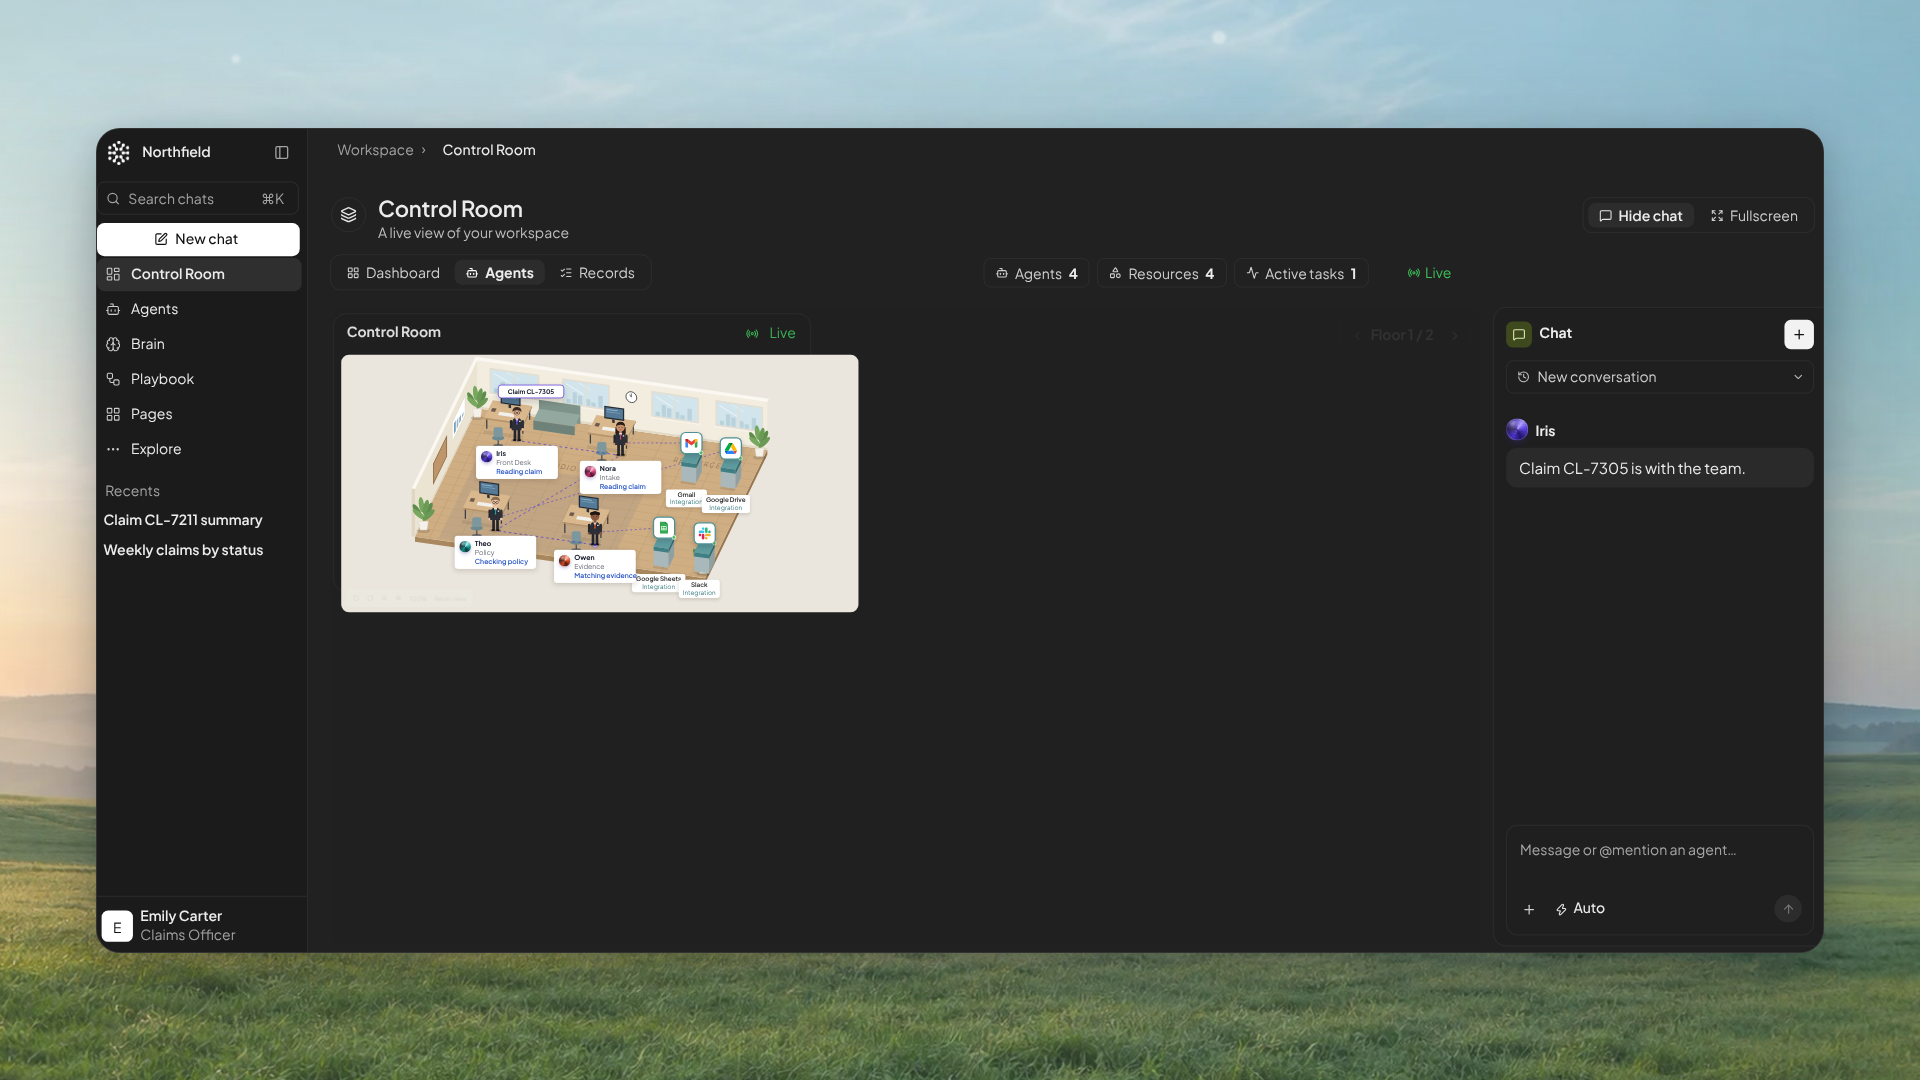 Northfield
Search chats ⌘K
New chat
Control Room
Agents
Brain
Playbook
Pages
Explore
Recents
Claim CL-7211 summary
Weekly claims by status
E
Emily Carter
Claims Officer
Workspace › Control Room
Control Room
A live view of your workspace
Hide chat
Fullscreen
Dashboard
Agents
Records
Agents 4
Resources 4
Active tasks 1
Live
Control Room
Live
Floor 1 / 2
Claim CL-7305
Iris
Front Desk
Reading claim
Nora
Intake
Reading claim
Gmail
Integration
Google Drive
Integration
Theo
Policy
Checking policy
Owen
Evidence
Matching evidence
Google Sheets
Integration
Slack
Integration
Chat
New conversation
Iris
Claim CL-7305 is with the team.
Message or @mention an agent...
Auto